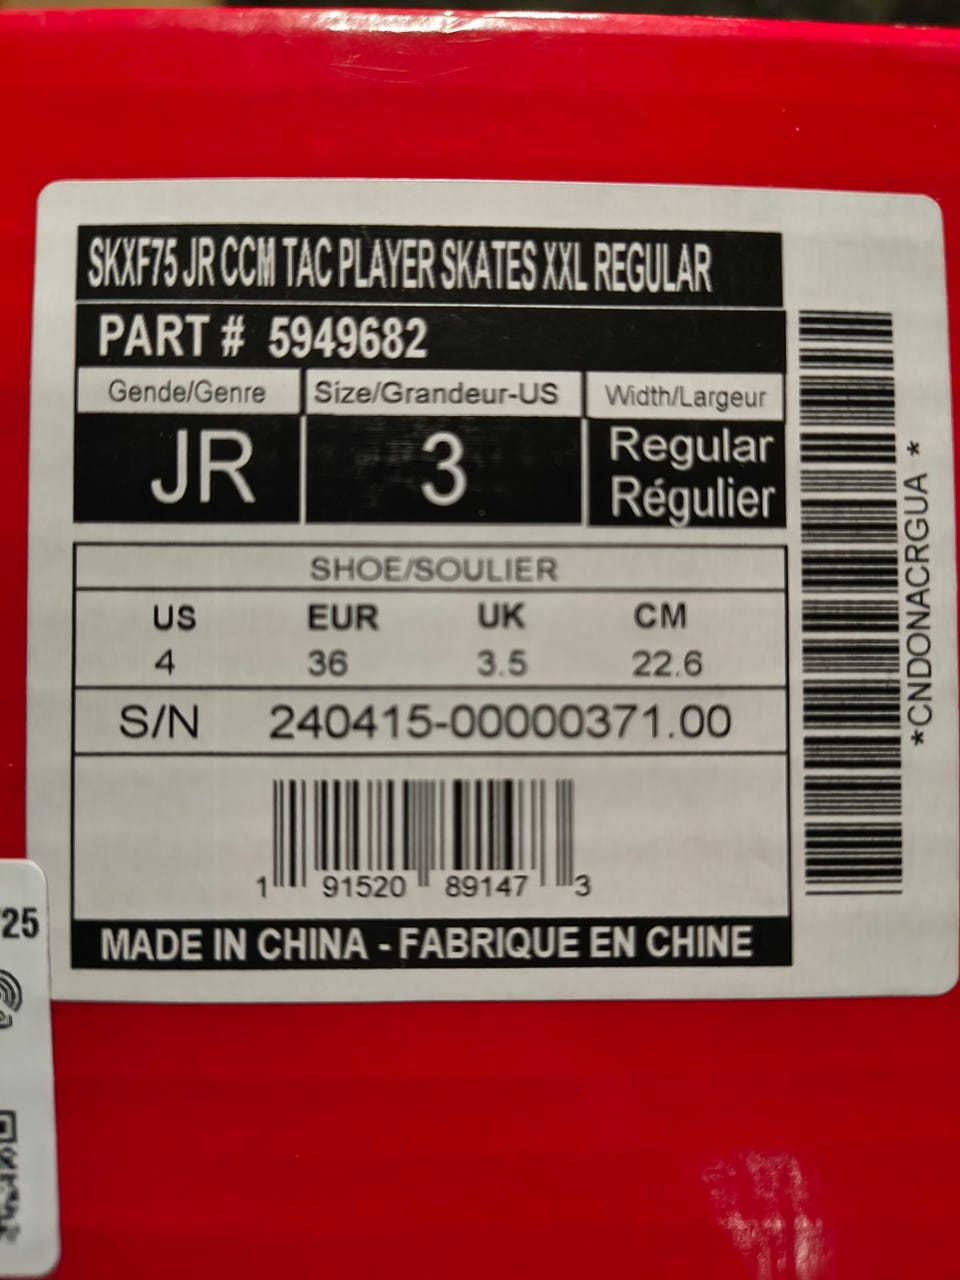 SKXF75 JR CCM TAC PLAYER SKATES XXL REGULAR
PART # 5949682
Gende/Genre Size/Grandeur-US Width/Largeur
JR 3 Regular
Régulier
SHOE/SOULIER
US EUR UK CM
4 36 3.5 22.6
S/N 240415-00000371.00
1 91520 89147 3
MADE IN CHINA - FABRIQUE EN CHINE
*CNDONACRGUA *
25